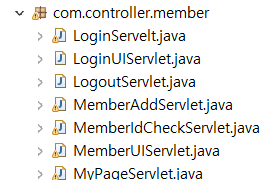 com.controller.member
LoginServelt.java
LoginUIServlet.java
LogoutServlet.java
MemberAddServlet.java
MemberIdCheckServlet.java
MemberUIServlet.java
MyPageServlet.java